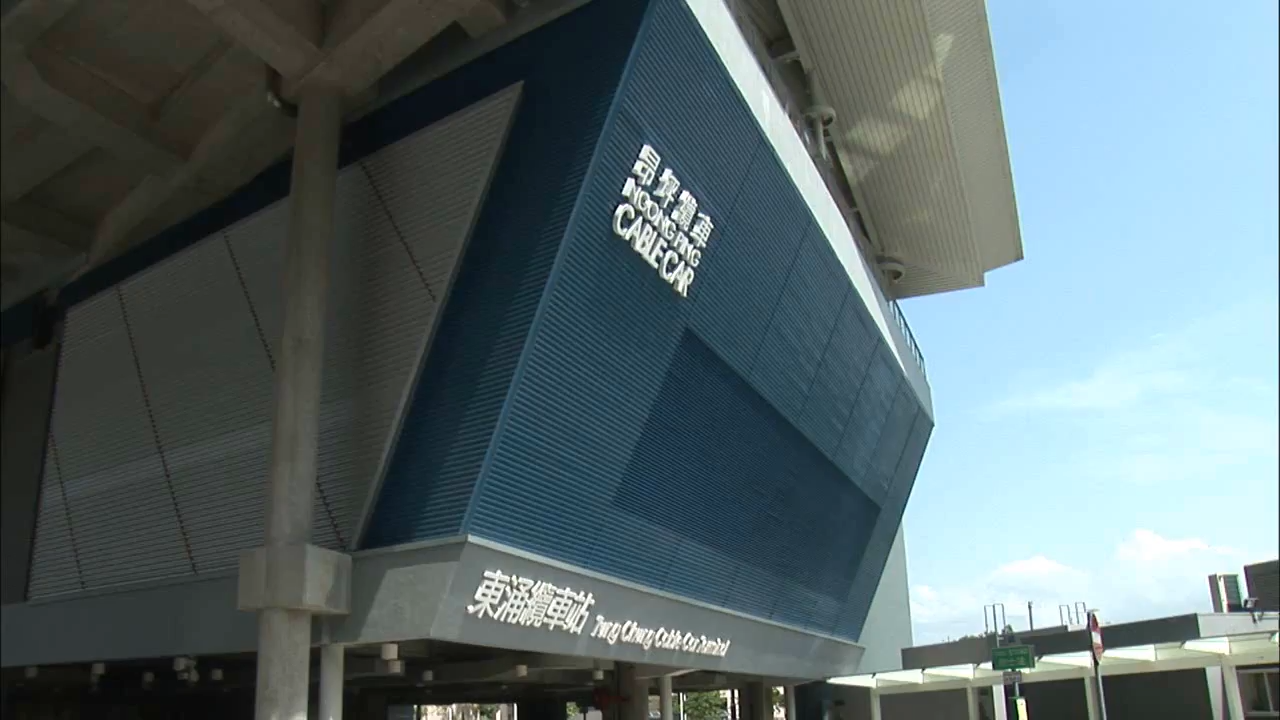 昂坪纜車
NGONG PING
CABLE CAR
東涌纜車站 Tung Chung Cable Car Terminal